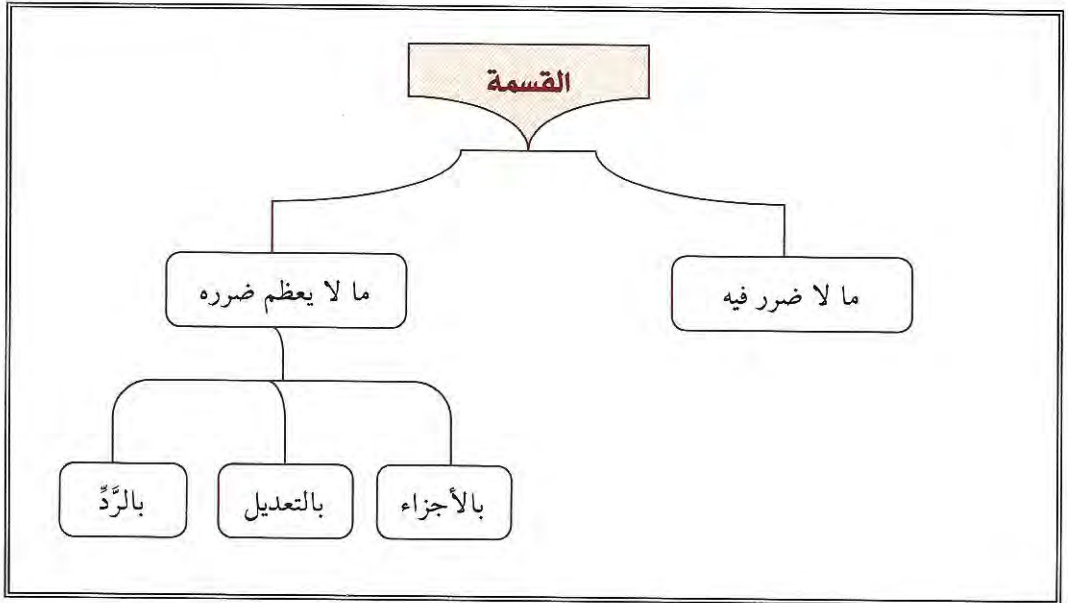 القسمة
ما لا ضرر فيه
ما لا يعظم ضرره
بالأجزاء
بالتعديل
بالرَّدِّ